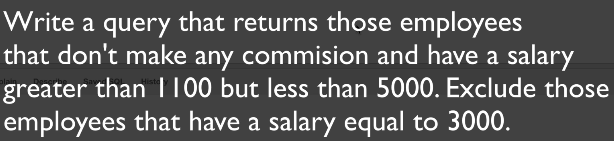 Write a query that returns those employees
that don't make any commision and have a salary
greater than 1100 but less than 5000. Exclude those
employees that have a salary equal to 3000.